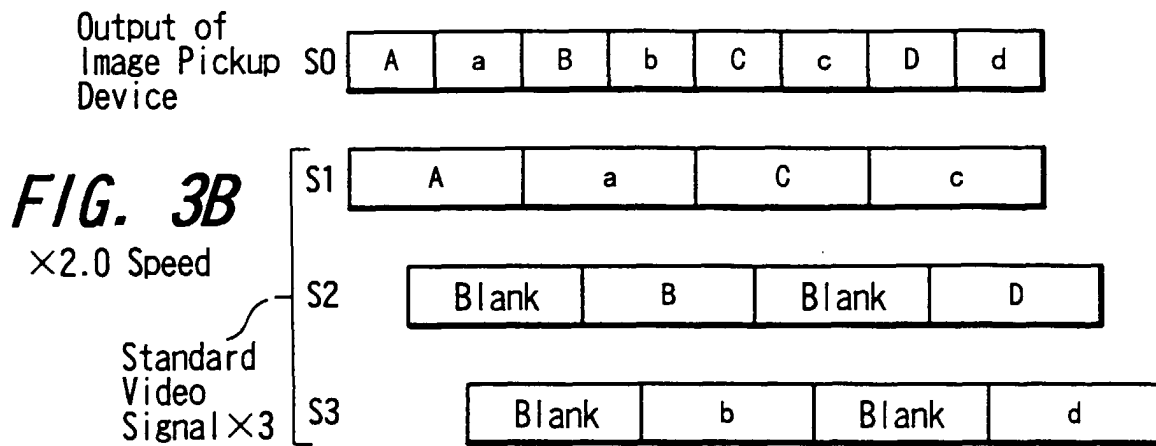 Output of
Image Pickup
Device
S0 A a B b C c D d
FIG. 3B
×2.0 Speed
S1 A a C c
S2 Blank B Blank D
Standard
Video
Signal×3
S3 Blank b Blank d